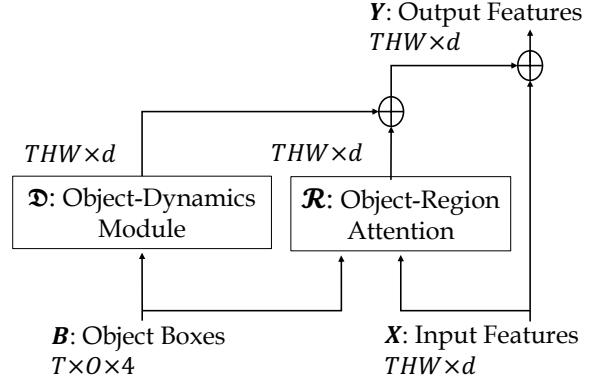 Y: Output Features
THW×d
THW×d
THW×d
𝕯: Object-Dynamics
Module
𝓡: Object-Region
Attention
B: Object Boxes
T×O×4
X: Input Features
THW×d